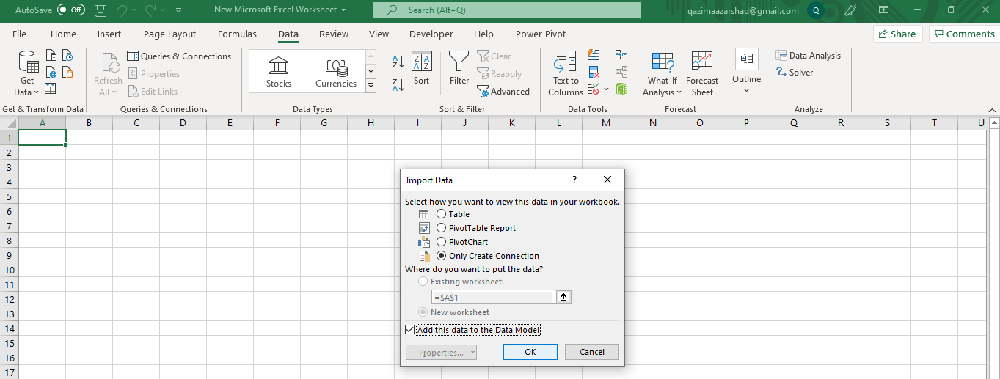 AutoSave Off New Microsoft Excel Worksheet Search (Alt+Q) qazimaazarshad@gmail.com Q
File Home Insert Page Layout Formulas Data Review View Developer Help Power Pivot Share Comments
Get Data
Refresh All
Queries & Connections
Properties
Edit Links
Stocks
Currencies
Sort
Filter
Clear
Reapply
Advanced
Text to Columns
What-If Analysis
Forecast Sheet
Outline
Data Analysis
Solver
Get & Transform Data Queries & Connections Data Types Sort & Filter Data Tools Forecast Analyze
A B C D E F G H I J K L M N O P Q R S T U
1
2
3
4
5
6
7
8
9
10
11
12
13
14
15
16
17
Import Data ?
Select how you want to view this data in your workbook.
Table
PivotTable Report
PivotChart
Only Create Connection
Where do you want to put the data?
Existing worksheet:
=$A$1
New worksheet
Add this data to the Data Model
Properties... OK Cancel